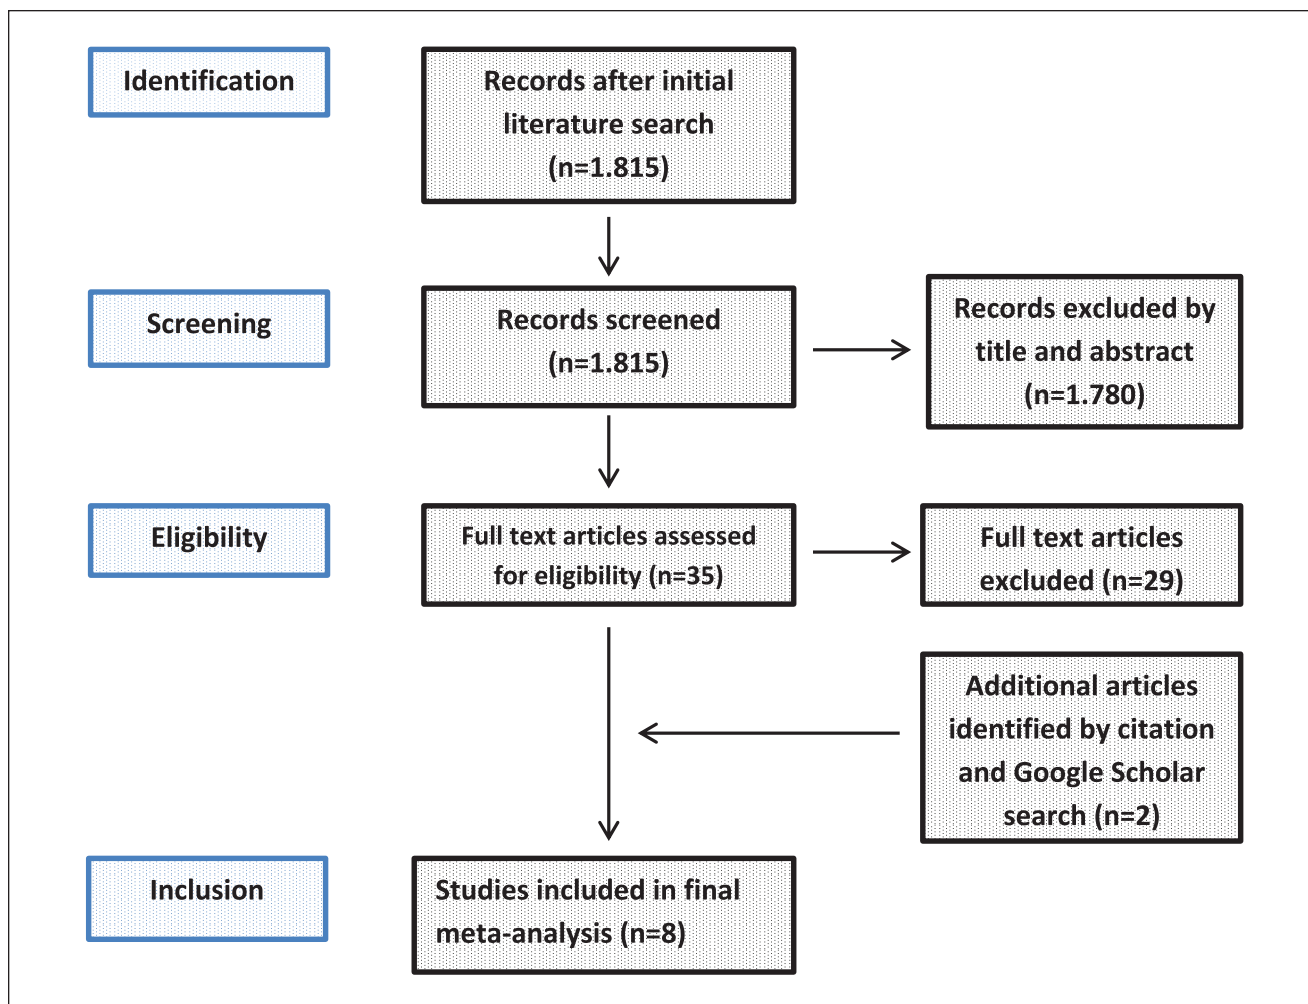 Identification
Records after initial
literature search
(n=1.815)
Screening
Records screened
(n=1.815)
Records excluded by
title and abstract
(n=1.780)
Eligibility
Full text articles assessed
for eligibility (n=35)
Full text articles
excluded (n=29)
Additional articles
identified by citation
and Google Scholar
search (n=2)
Inclusion
Studies included in final
meta-analysis (n=8)